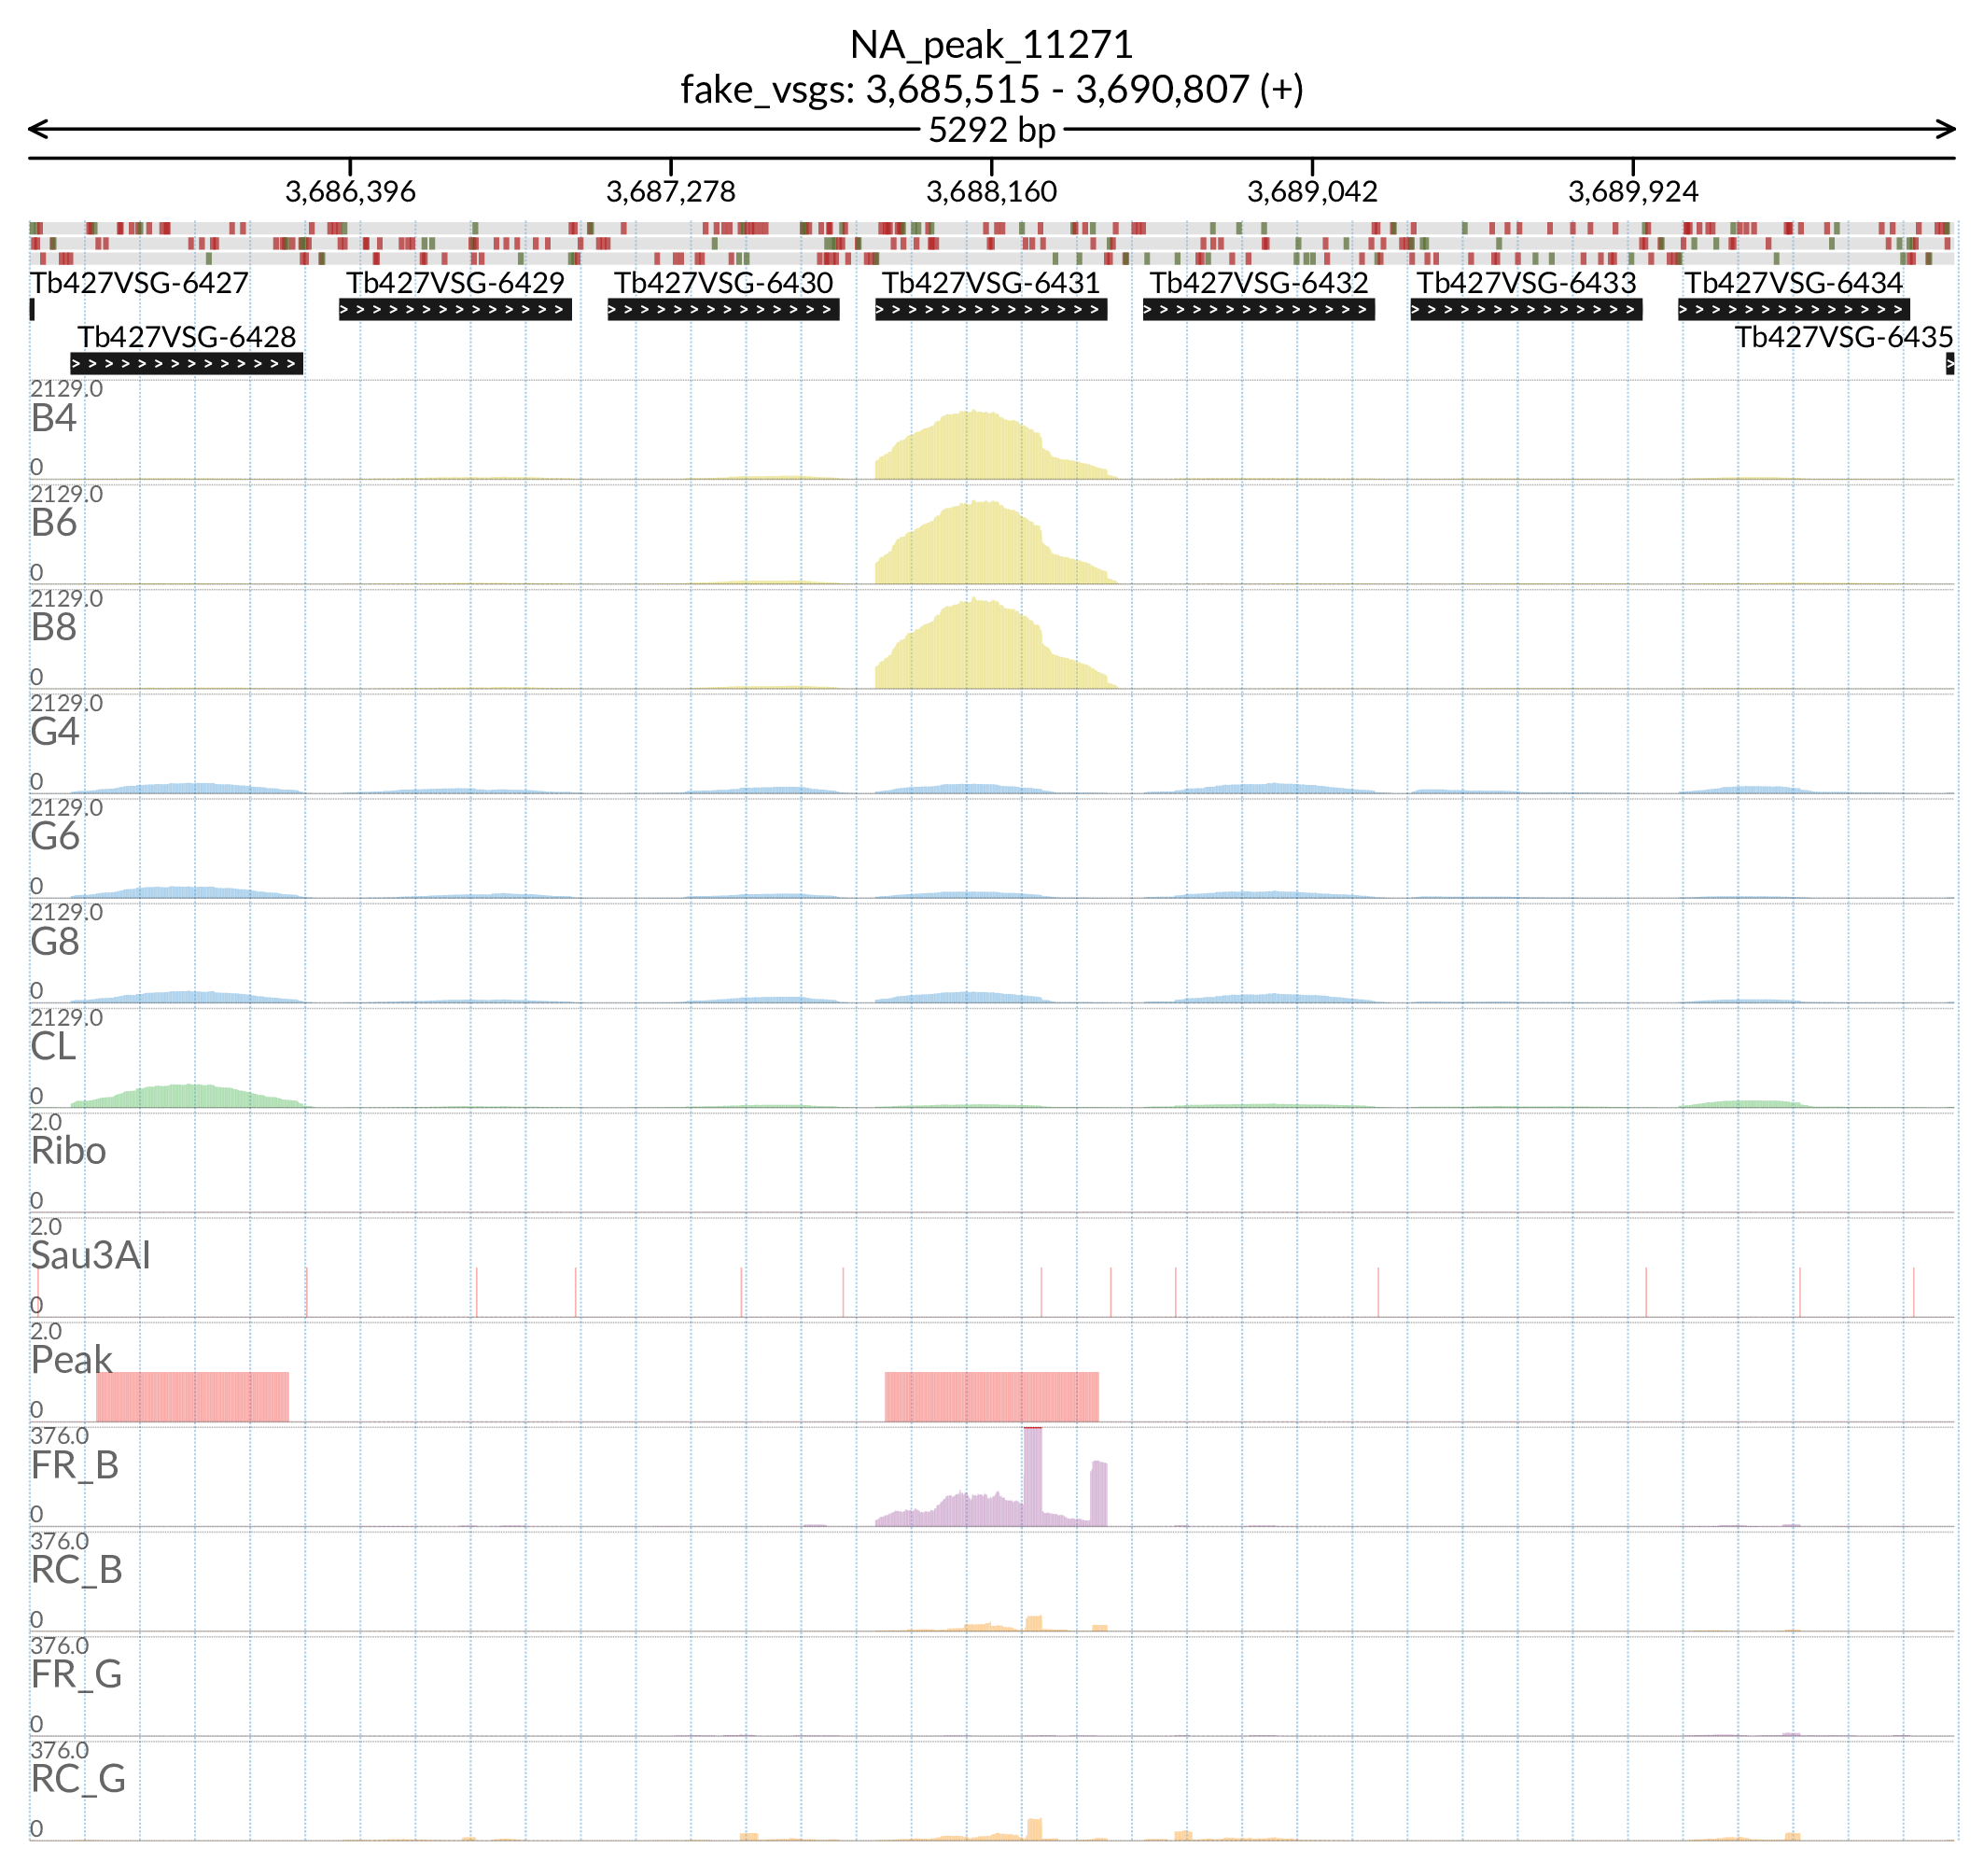 NA_peak_11271
fake_vsgs: 3,685,515 - 3,690,807 (+)
5292 bp
3,686,396 3,687,278 3,688,160 3,689,042 3,689,924
Tb427VSG-6427 Tb427VSG-6429 Tb427VSG-6430 Tb427VSG-6431 Tb427VSG-6432 Tb427VSG-6433 Tb427VSG-6434
Tb427VSG-6428 Tb427VSG-6435
2129.0
B4
0
2129.0
B6
0
2129.0
B8
0
2129.0
G4
0
2129.0
G6
0
2129.0
G8
0
2129.0
CL
0
2.0
Ribo
0
2.0
Sau3AI
0
2.0
Peak
0
376.0
FR_B
0
376.0
RC_B
0
376.0
FR_G
0
376.0
RC_G
0